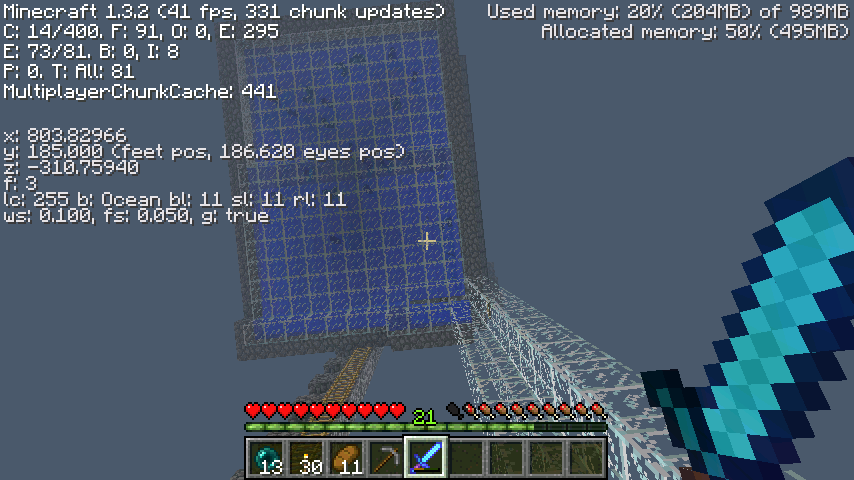 Minecraft 1.3.2 (41 fps, 331 chunk updates)
C: 14/400. F: 91, O: 0, E: 295
E: 73/81. B: 0, I: 8
P: 0. T: All: 81
MultiplayerChunkCache: 441
x: 803.82966
y: 185.000 (feet pos, 186.620 eyes pos)
z: -310.75940
f: 3
lc: 255 b: Ocean bl: 11 sl: 11 rl: 11
ws: 0.100, fs: 0.050, g: true
Used memory: 20% (204MB) of 989MB
Allocated memory: 50% (495MB)
21
13
30
11